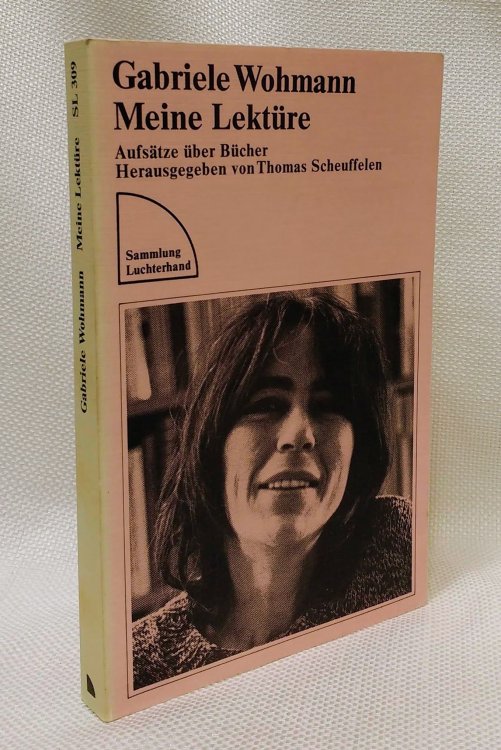 Gabriele Wohmann
Meine Lektüre
Aufsätze über Bücher
Herausgegeben von Thomas Scheuffelen
Sammlung
Luchterhand
Gabriele Wohmann Meine Lektüre SL 309